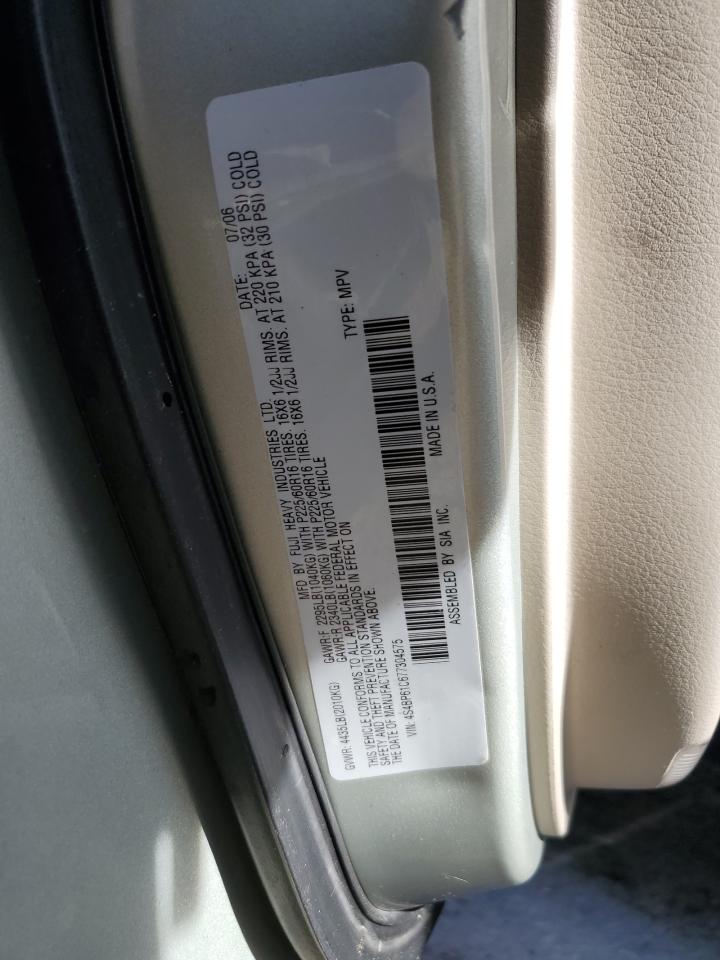 MFD BY FUJI HEAVY INDUSTRIES LTD. DATE: 07/06
GAWR:F 2295LB(1040KG) WITH P225/60R16 TIRES. 16X6 1/2JJ RIMS. AT 220 KPA (32 PSI) COLD
GVWR: 4435LB(2010KG) GAWR:R 2340LB(1060KG) WITH P225/60R16 TIRES. 16X6 1/2JJ RIMS. AT 210 KPA (30 PSI) COLD
THIS VEHICLE CONFORMS TO ALL APPLICABLE FEDERAL MOTOR VEHICLE
SAFETY AND THEFT PREVENTION STANDARDS IN EFFECT ON
THE DATE OF MANUFACTURE SHOWN ABOVE.
VIN: 4S4BP61C677304575 TYPE: MPV
ASSEMBLED BY SIA INC. MADE IN U.S.A.